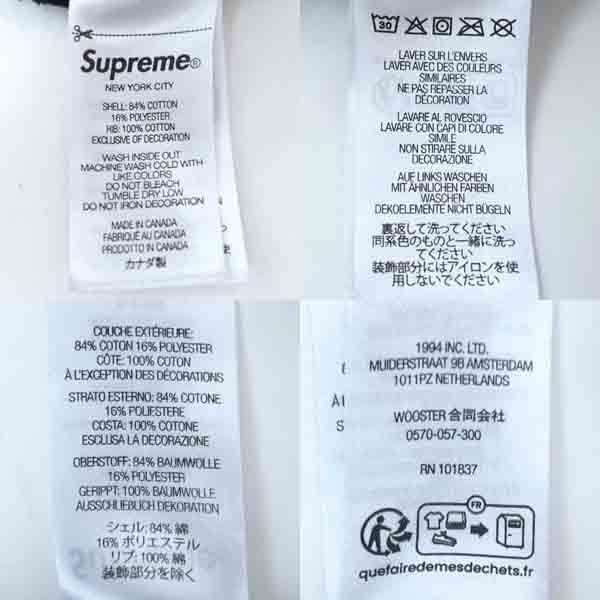 Supreme®
NEW YORK CITY
SHELL: 84% COTTON
16% POLYESTER
RIB: 100% COTTON
EXCLUSIVE OF DECORATION
WASH INSIDE OUT
MACHINE WASH COLD WITH
LIKE COLORS
DO NOT BLEACH
TUMBLE DRY LOW
DO NOT IRON DECORATION
MADE IN CANADA
FABRIQUÉ AU CANADA
PRODOTTO IN CANADA
カナダ製
30
LAVER SUR L'ENVERS
LAVER AVEC DES COULEURS
SIMILAIRES
NE PAS REPASSER LA
DÉCORATION
LAVARE AL ROVESCIO
LAVARE CON CAPI DI COLORE
SIMILE
NON STIRARE SULLA
DECORAZIONE
AUF LINKS WASCHEN
MIT ÄHNLICHEN FARBEN
WASCHEN
DEKOELEMENTE NICHT BÜGELN
裏返して洗ってください
同系色のものと一緒に洗っ
てください
装飾部分にはアイロンを使
用しないでください
COUCHE EXTÉRIEURE:
84% COTON 16% POLYESTER
CÔTE: 100% COTON
À L'EXCEPTION DES DÉCORATIONS
STRATO ESTERNO: 84% COTONE
16% POLIESTERE
COSTA: 100% COTONE
ESCLUSA LA DECORAZIONE
OBERSTOFF: 84% BAUMWOLLE
16% POLYESTER
GERIPPT: 100% BAUMWOLLE
AUSSCHLIEBUCH DEKORATION
シェル: 84% 綿
16% ポリエステル
リブ: 100% 綿
装飾部分を除く
1994 INC. LTD.
MUIDERSTRAAT 9B AMSTERDAM
1011PZ NETHERLANDS
WOOSTER 合同会社
0570-057-300
RN 101837
FR
quefairedemesdechets.fr